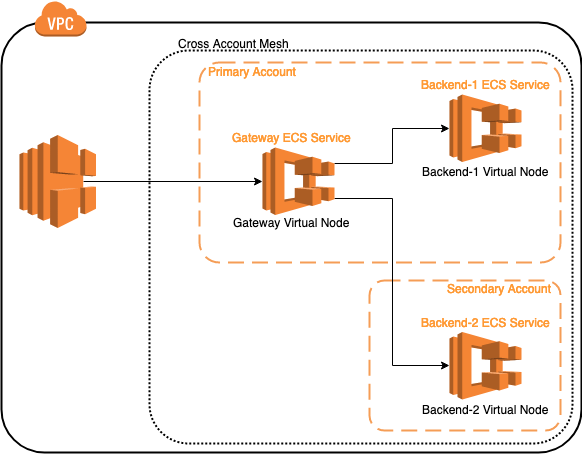 VPC
Cross Account Mesh
Primary Account
Backend-1 ECS Service
Gateway ECS Service
Backend-1 Virtual Node
Gateway Virtual Node
Secondary Account
Backend-2 ECS Service
Backend-2 Virtual Node